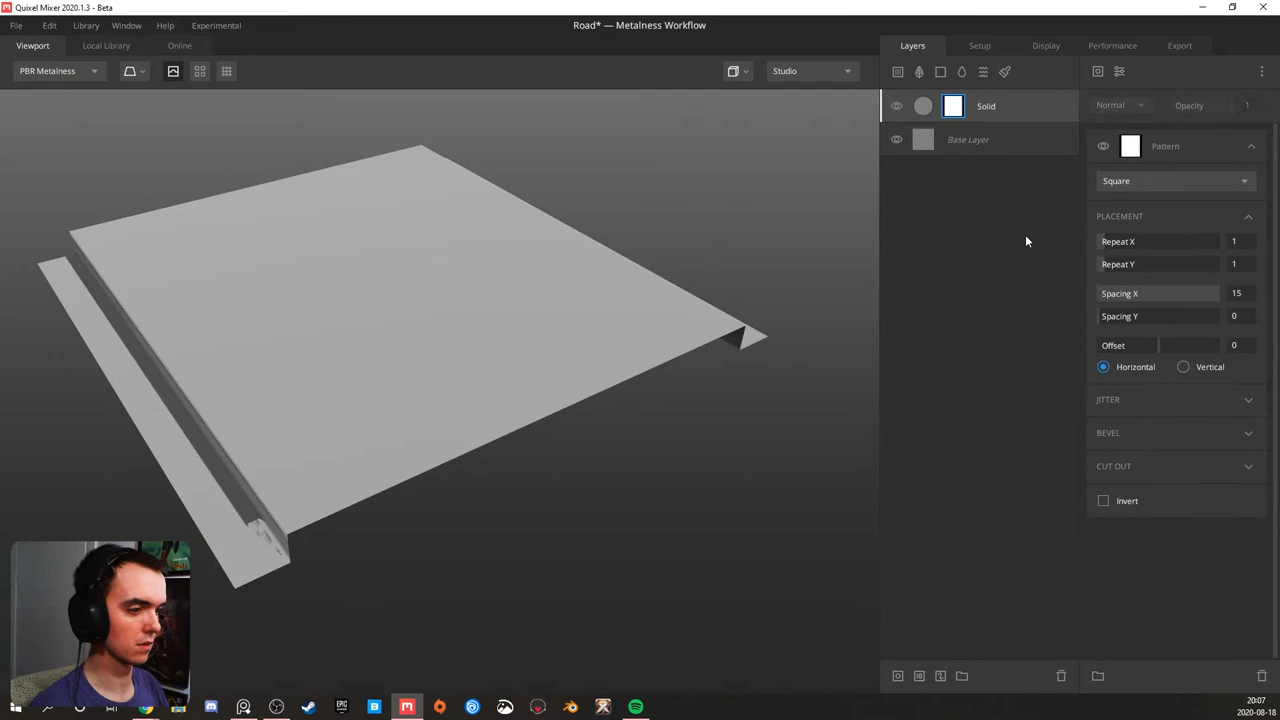 Quixel Mixer 2020.1.3 - Beta
File Edit Library Window Help Experimental
Road* — Metalness Workflow
Viewport Local Library Online
Layers Setup Display Performance Export
PBR Metalness
Studio
Solid
Normal Opacity 1
Base Layer
Pattern
Square
PLACEMENT
Repeat X 1
Repeat Y 1
Spacing X 15
Spacing Y 0
Offset 0
Horizontal Vertical
JITTER
BEVEL
CUT OUT
Invert
EPIC
20:07
2020-08-18